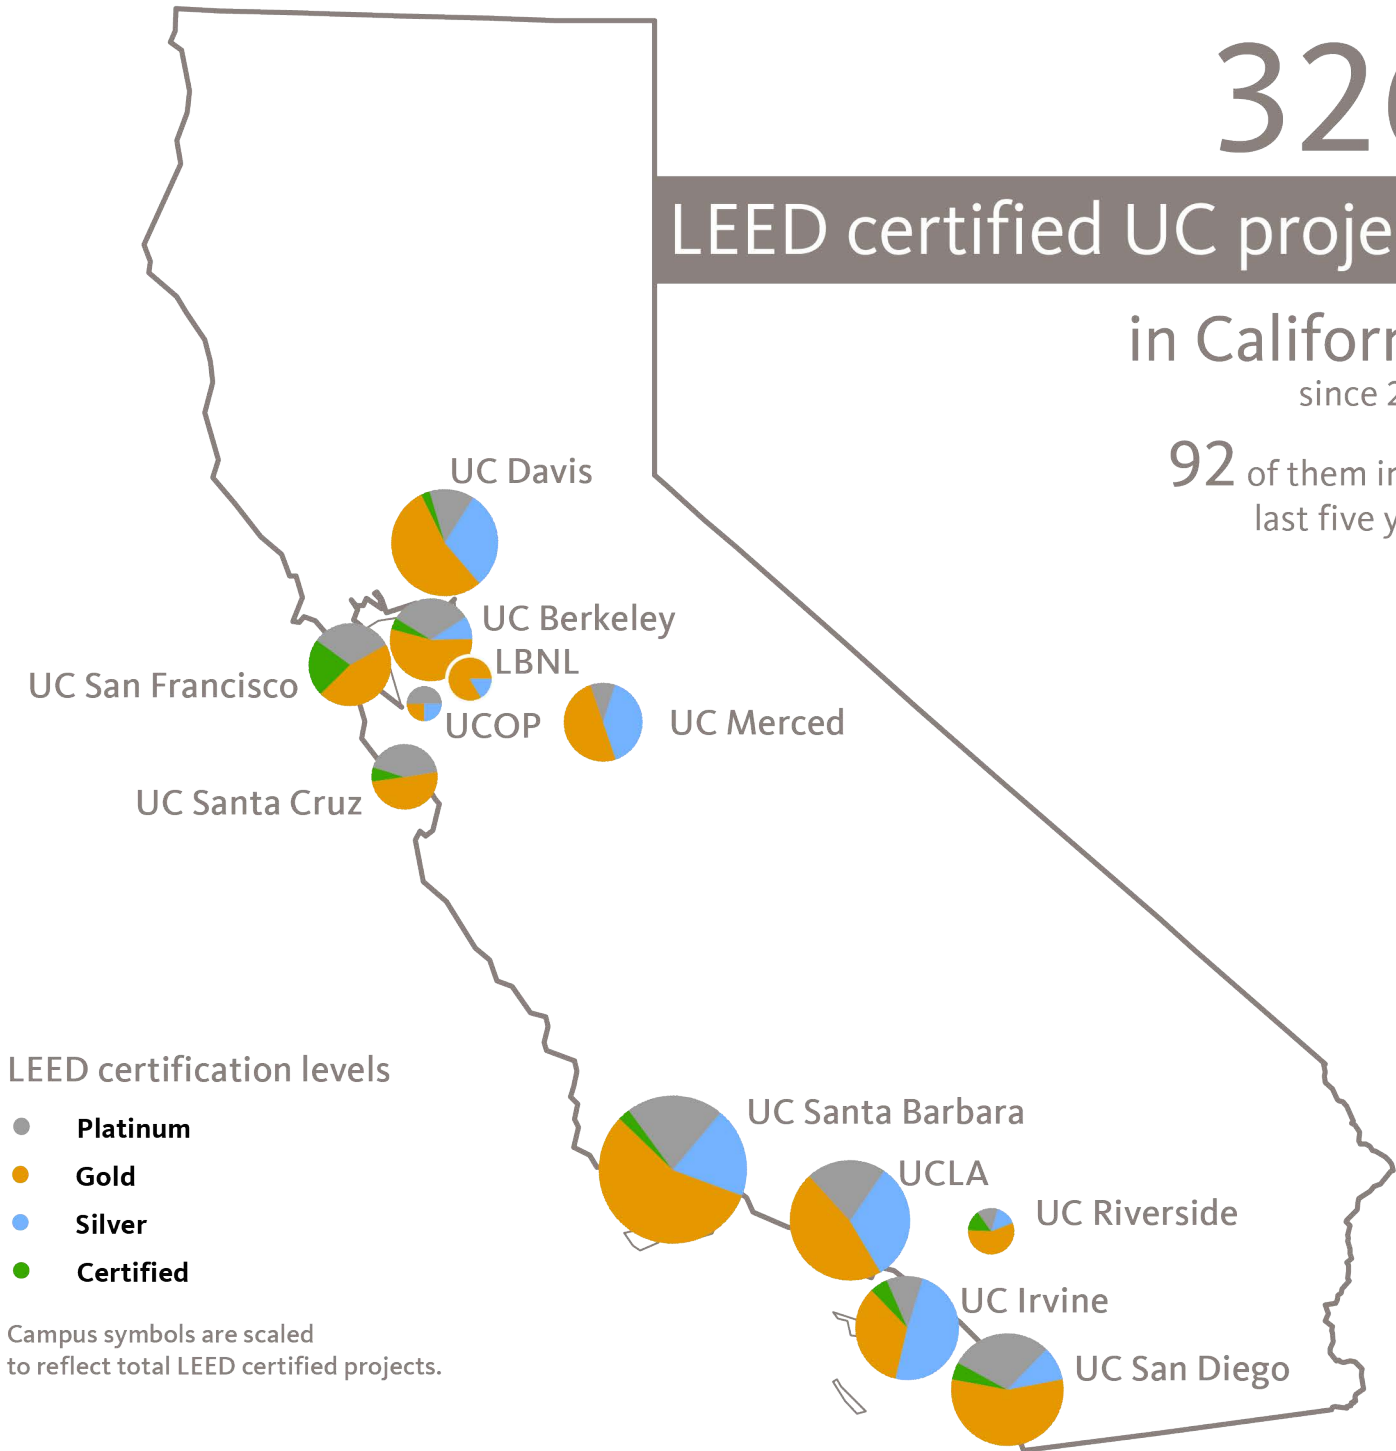 32
LEED certified UC proje
in Califor
since
92 of them in
last five
UC Davis
UC Berkeley
LBNL
UC San Francisco
UCOP
UC Merced
UC Santa Cruz
LEED certification levels
Platinum
Gold
Silver
Certified
Campus symbols are scaled
to reflect total LEED certified projects.
UC Santa Barbara
UCLA
UC Riverside
UC Irvine
UC San Diego